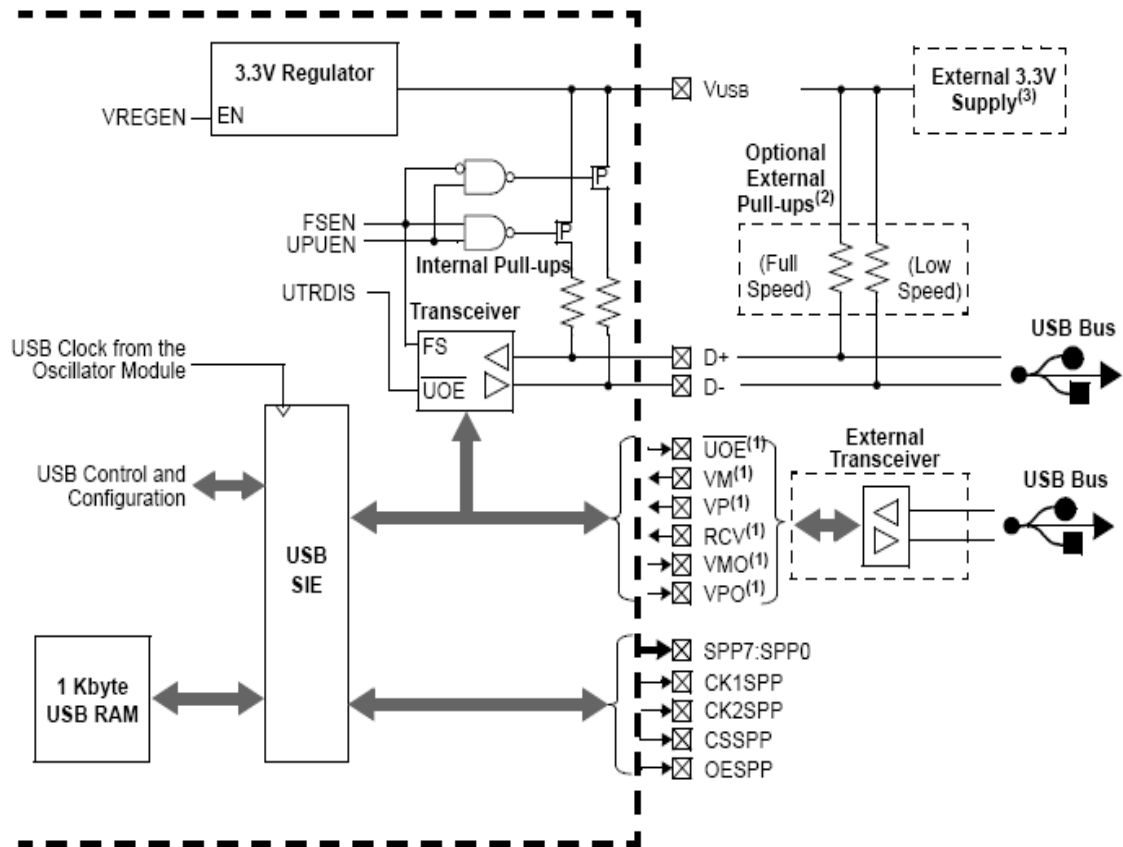 3.3V Regulator
VREGEN
EN
VUSB
External 3.3V
Supply(3)
P
Optional
External
Pull-ups(2)
FSEN
UPUEN
P
Internal Pull-ups
(Full
Speed)
(Low
Speed)
UTRDIS
Transceiver
FS
UOE
USB Clock from the
Oscillator Module
D+
D-
USB Bus
USB Control and
Configuration
USB
SIE
UOE(1)
VM(1)
VP(1)
RCV(1)
VMO(1)
VPO(1)
External
Transceiver
USB Bus
1 Kbyte
USB RAM
SPP7:SPP0
CK1SPP
CK2SPP
CSSPP
OESPP